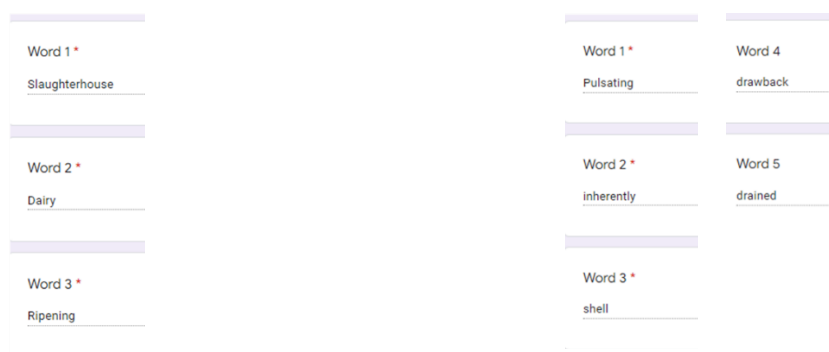 Word 1 *
Slaughterhouse
Word 2 *
Dairy
Word 3 *
Ripening
Word 1 *
Pulsating
Word 2 *
inherently
Word 3 *
shell
Word 4
drawback
Word 5
drained